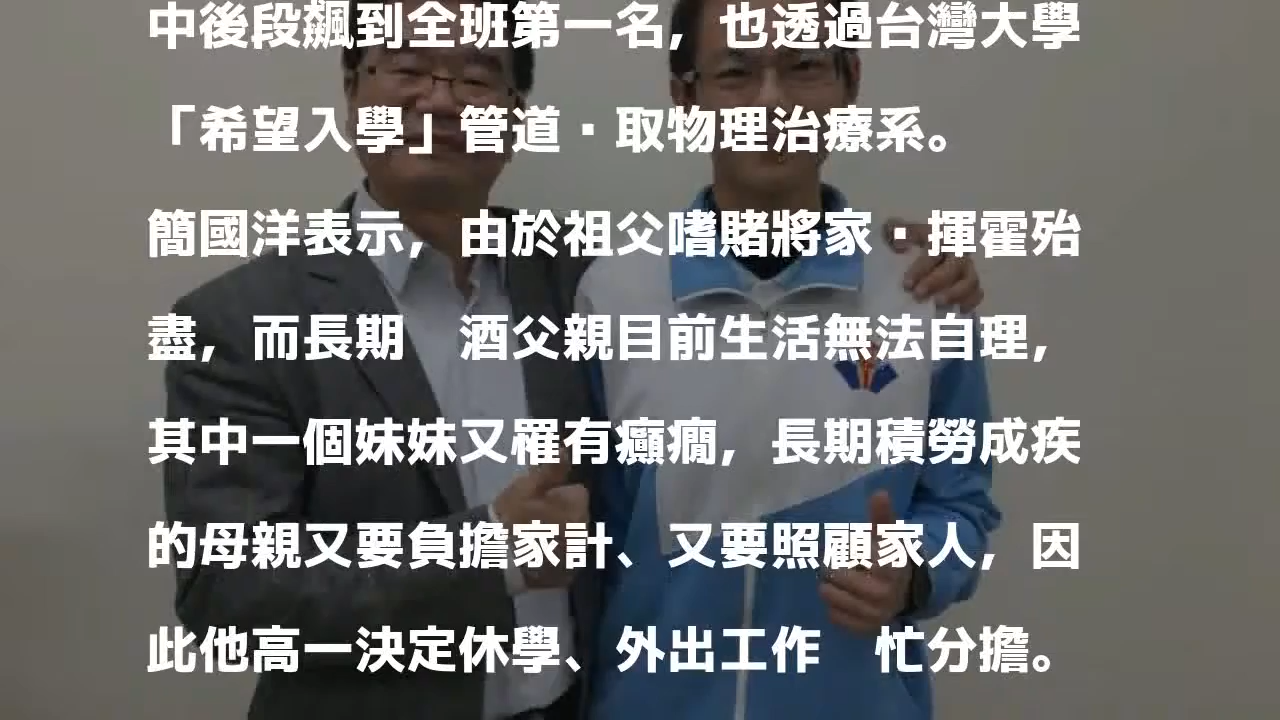 中後段飆到全班第一名，也透過台灣大學
「希望入學」管道·取物理治療系。
簡國洋表示，由於祖父嗜賭將家·揮霍殆
盡，而長期　酒父親目前生活無法自理，
其中一個妹妹又罹有癲癇，長期積勞成疾
的母親又要負擔家計、又要照顧家人，因
此他高一決定休學、外出工作　忙分擔。